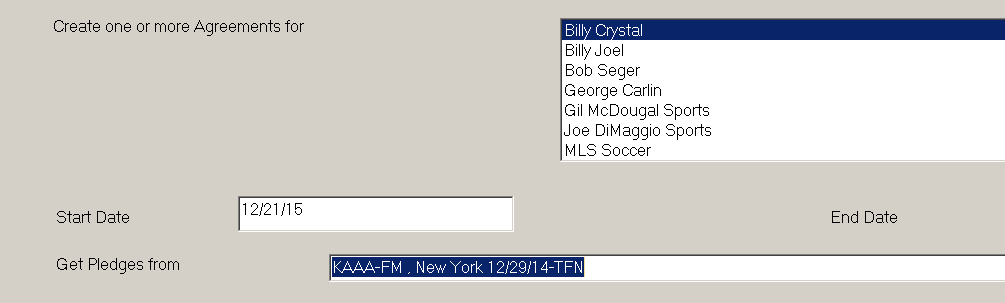 Create one or more Agreements for
Billy Crystal
Billy Joel
Bob Seger
George Carlin
Gil McDougal Sports
Joe DiMaggio Sports
MLS Soccer
Start Date
12/21/15
End Date
Get Pledges from
KAAA-FM , New York 12/29/14-TFN